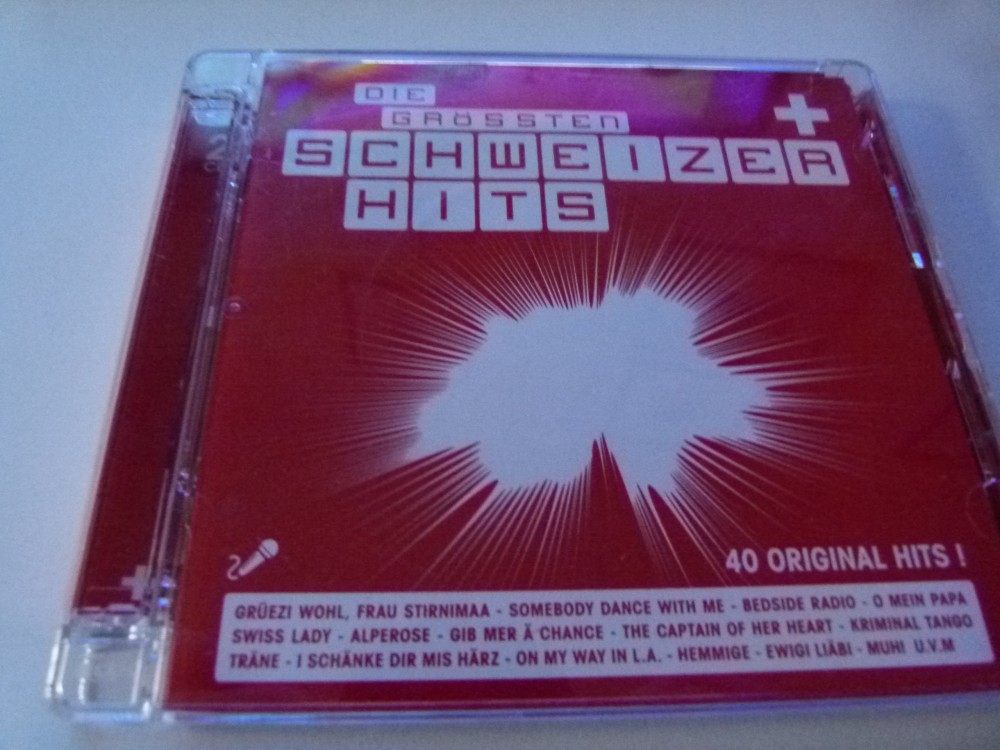 DIE
GRÖSSTEN
SCHWEIZER
HITS
40 ORIGINAL HITS !
GRÜEZI WOHL, FRAU STIRNIMAA - SOMEBODY DANCE WITH ME - BEDSIDE RADIO - O MEIN PAPA
SWISS LADY - ALPEROSE - GIB MER Ä CHANCE - THE CAPTAIN OF HER HEART - KRIMINAL TANGO
TRÄNE - I SCHÄNKE DIR MIS HÄRZ - ON MY WAY IN L.A. - HEMMIGE - EWIGI LIÄBI - MUH! U.V.M